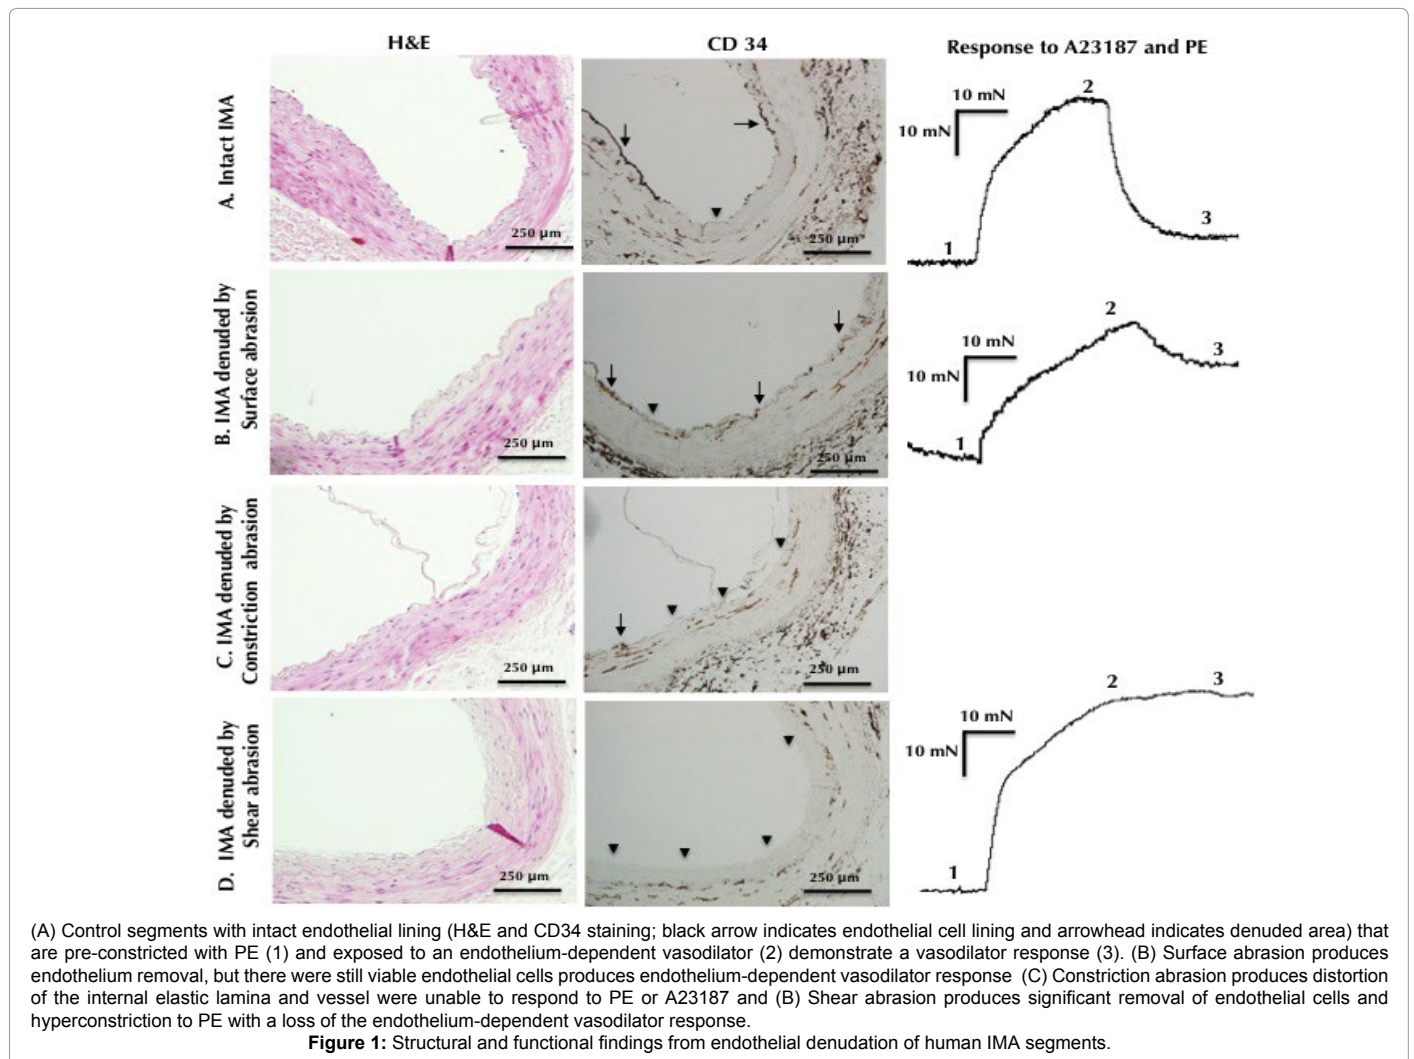 H&E
CD 34
Response to A23187 and PE
A. Intact IMA
250 µm
250 µm
10 mN
10 mN
1
2
3
B. IMA denuded by
Surface abrasion
250 µm
250 µm
10 mN
10 mN
1
2
3
C. IMA denuded by
Constriction abrasion
250 µm
250 µm
D. IMA denuded by
Shear abrasion
250 µm
250 µm
10 mN
10 mN
1
2
3
(A) Control segments with intact endothelial lining (H&E and CD34 staining; black arrow indicates endothelial cell lining and arrowhead indicates denuded area) that
are pre-constricted with PE (1) and exposed to an endothelium-dependent vasodilator (2) demonstrate a vasodilator response (3). (B) Surface abrasion produces
endothelium removal, but there were still viable endothelial cells produces endothelium-dependent vasodilator response (C) Constriction abrasion produces distortion
of the internal elastic lamina and vessel were unable to respond to PE or A23187 and (B) Shear abrasion produces significant removal of endothelial cells and
hyperconstriction to PE with a loss of the endothelium-dependent vasodilator response.
Figure 1: Structural and functional findings from endothelial denudation of human IMA segments.